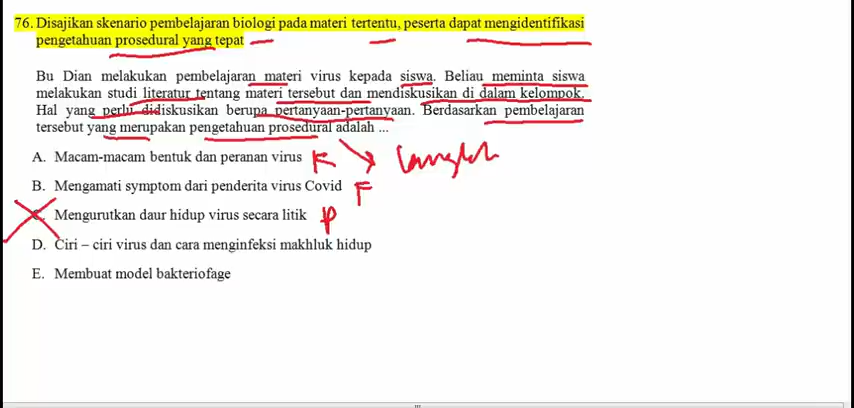 76. Disajikan skenario pembelajaran biologi pada materi tertentu, peserta dapat mengidentifikasi
pengetahuan prosedural yang tepat
Bu Dian melakukan pembelajaran materi virus kepada siswa. Beliau meminta siswa
melakukan studi literatur tentang materi tersebut dan mendiskusikan di dalam kelompok.
Hal yang perlu didiskusikan berupa pertanyaan-pertanyaan. Berdasarkan pembelajaran
tersebut yang merupakan pengetahuan prosedural adalah ...
A. Macam-macam bentuk dan peranan virus K
B. Mengamati symptom dari penderita virus Covid F
Mengurutkan daur hidup virus secara litik P
D. Ciri – ciri virus dan cara menginfeksi makhluk hidup
E. Membuat model bakteriofage